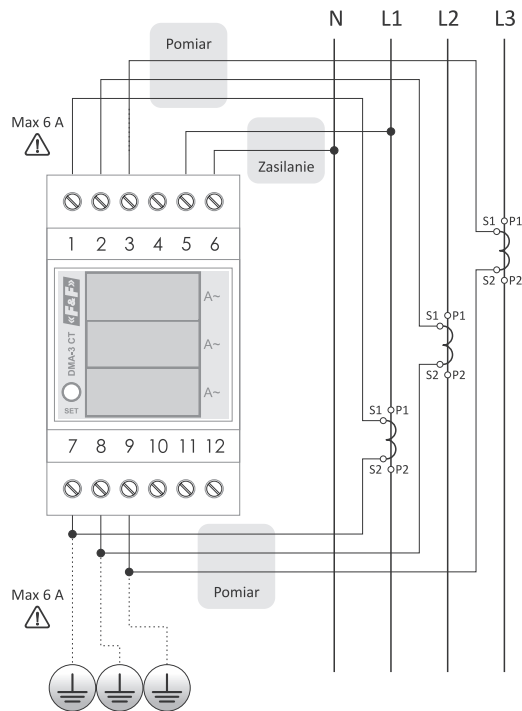 N L1 L2 L3
Pomiar
Max 6 A
Zasilanie
1 2 3 4 5 6
S1 P1
S2 P2
«F&F»
DMA-3 CT
SET
A~
A~
A~
S1 P1
S2 P2
S1 P1
S2 P2
7 8 9 10 11 12
Pomiar
Max 6 A